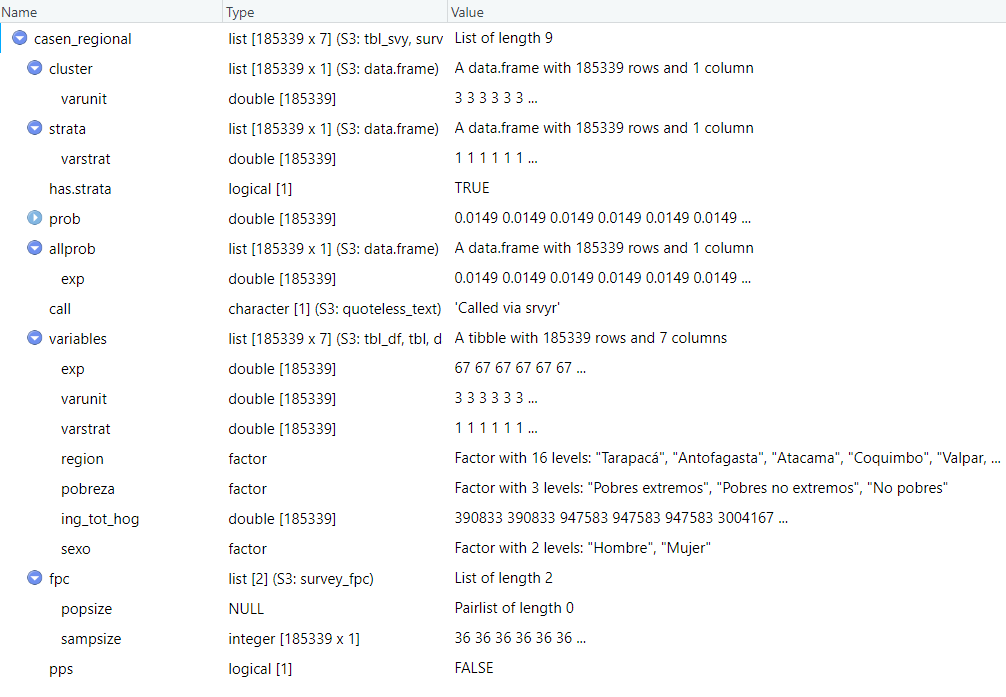 Name Type Value
casen_regional list [185339 x 7] (S3: tbl_svy, surv List of length 9
cluster list [185339 x 1] (S3: data.frame) A data.frame with 185339 rows and 1 column
varunit double [185339] 3 3 3 3 3 3 ...
strata list [185339 x 1] (S3: data.frame) A data.frame with 185339 rows and 1 column
varstrat double [185339] 1 1 1 1 1 1 ...
has.strata logical [1] TRUE
prob double [185339] 0.0149 0.0149 0.0149 0.0149 0.0149 0.0149 ...
allprob list [185339 x 1] (S3: data.frame) A data.frame with 185339 rows and 1 column
exp double [185339] 0.0149 0.0149 0.0149 0.0149 0.0149 0.0149 ...
call character [1] (S3: quoteless_text) 'Called via srvyr'
variables list [185339 x 7] (S3: tbl_df, tbl, d A tibble with 185339 rows and 7 columns
exp double [185339] 67 67 67 67 67 67 ...
varunit double [185339] 3 3 3 3 3 3 ...
varstrat double [185339] 1 1 1 1 1 1 ...
region factor Factor with 16 levels: "Tarapacá", "Antofagasta", "Atacama", "Coquimbo", "Valpar, ...
pobreza factor Factor with 3 levels: "Pobres extremos", "Pobres no extremos", "No pobres"
ing_tot_hog double [185339] 390833 390833 947583 947583 947583 3004167 ...
sexo factor Factor with 2 levels: "Hombre", "Mujer"
fpc list [2] (S3: survey_fpc) List of length 2
popsize NULL Pairlist of length 0
sampsize integer [185339 x 1] 36 36 36 36 36 36 ...
pps logical [1] FALSE